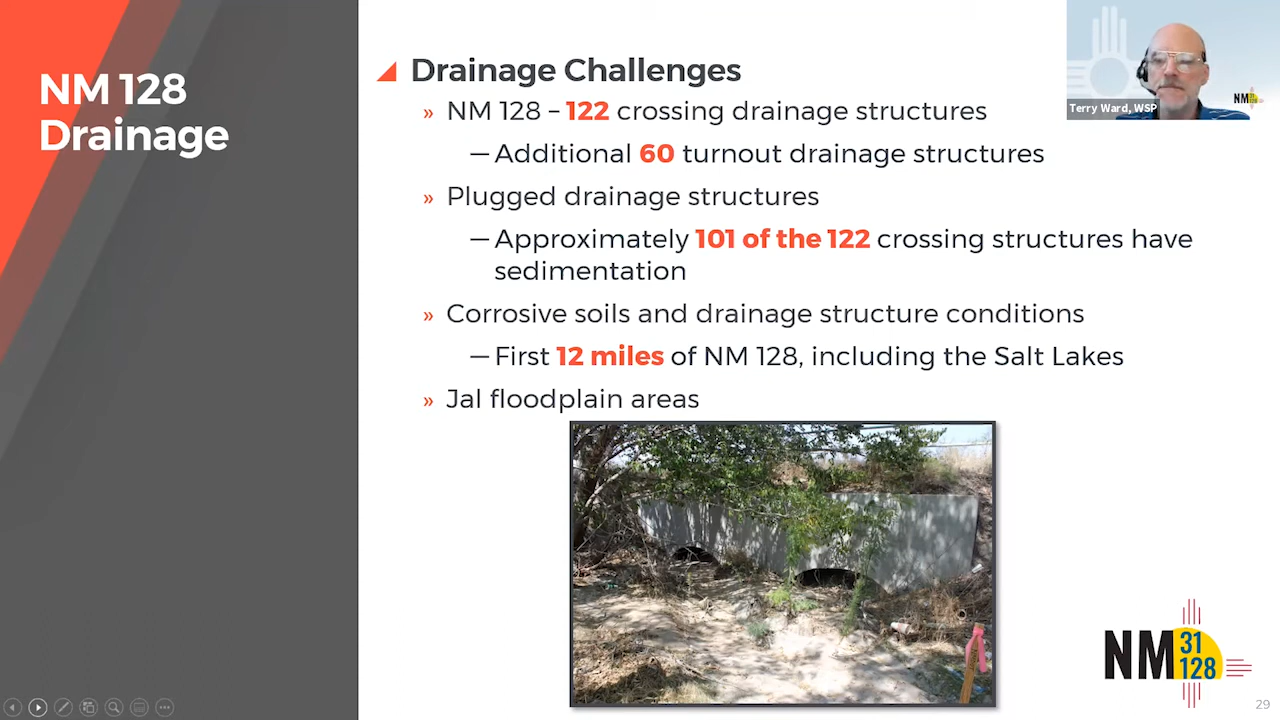 NM 128
Drainage
Drainage Challenges
» NM 128 – 122 crossing drainage structures
— Additional 60 turnout drainage structures
» Plugged drainage structures
— Approximately 101 of the 122 crossing structures have
sedimentation
» Corrosive soils and drainage structure conditions
— First 12 miles of NM 128, including the Salt Lakes
» Jal floodplain areas
Terry Ward, WSP
NM
NM 31
128
29